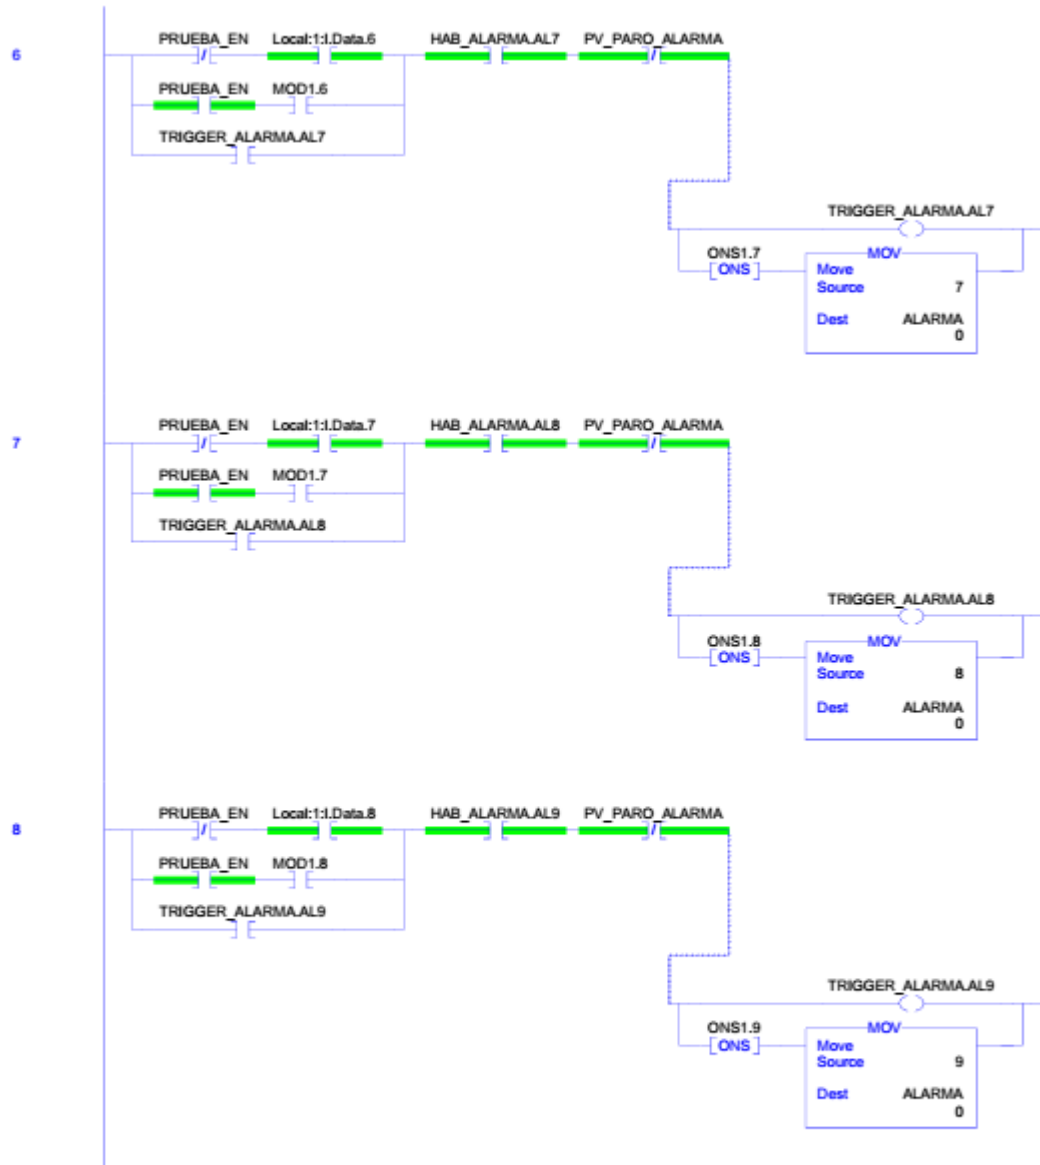 PRUEBA_EN Local:1:I.Data.6 HAB_ALARMA.AL7 PV_PARO_ALARMA
6
PRUEBA_EN MOD1.6
TRIGGER_ALARMA.AL7
TRIGGER_ALARMA.AL7
ONS1.7 MOV
ONS Move
Source 7
Dest ALARMA
0
PRUEBA_EN Local:1:I.Data.7 HAB_ALARMA.AL8 PV_PARO_ALARMA
7
PRUEBA_EN MOD1.7
TRIGGER_ALARMA.AL8
TRIGGER_ALARMA.AL8
ONS1.8 MOV
ONS Move
Source 8
Dest ALARMA
0
PRUEBA_EN Local:1:I.Data.8 HAB_ALARMA.AL9 PV_PARO_ALARMA
8
PRUEBA_EN MOD1.8
TRIGGER_ALARMA.AL9
TRIGGER_ALARMA.AL9
ONS1.9 MOV
ONS Move
Source 9
Dest ALARMA
0